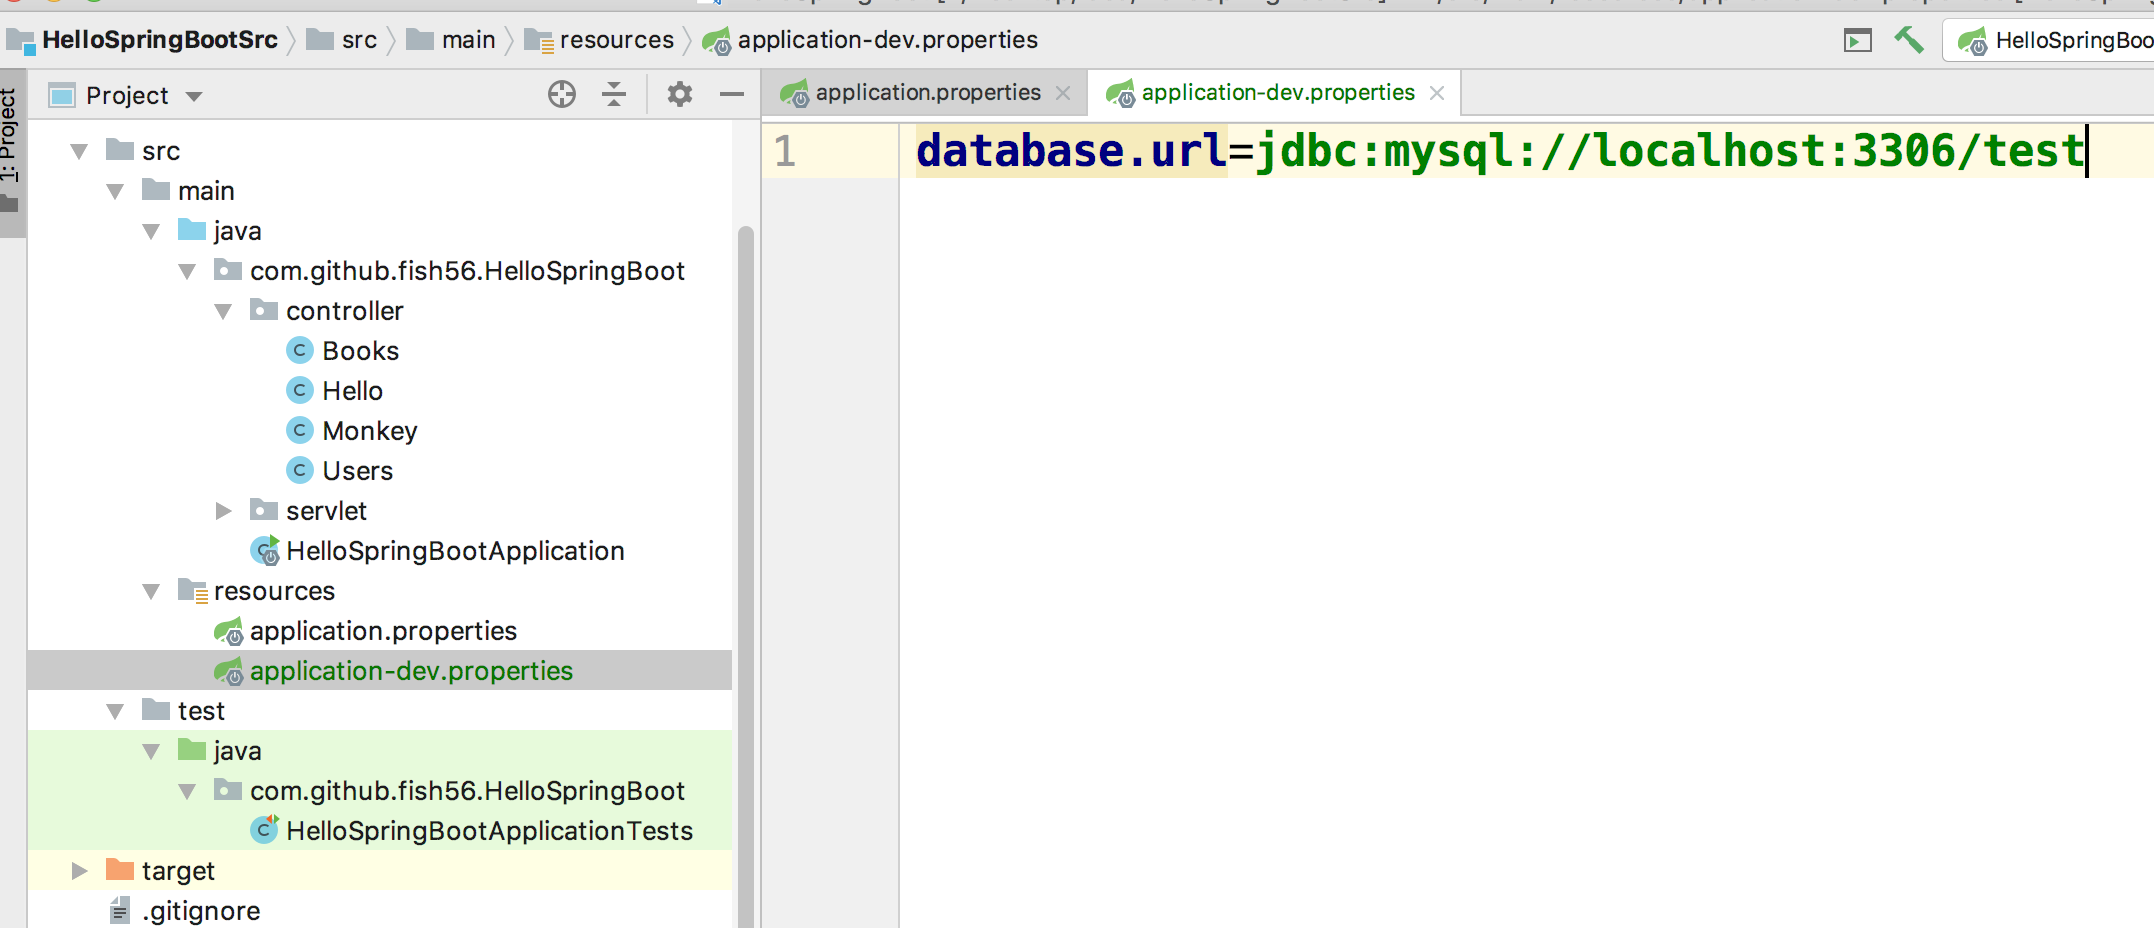 HelloSpringBootSrc src main resources application-dev.properties HelloSpringBoo
1: Project
Project
application.properties application-dev.properties
1 database.url=jdbc:mysql://localhost:3306/test
src
main
java
com.github.fish56.HelloSpringBoot
controller
C Books
C Hello
C Monkey
C Users
servlet
C HelloSpringBootApplication
resources
application.properties
application-dev.properties
test
java
com.github.fish56.HelloSpringBoot
C HelloSpringBootApplicationTests
target
.gitignore